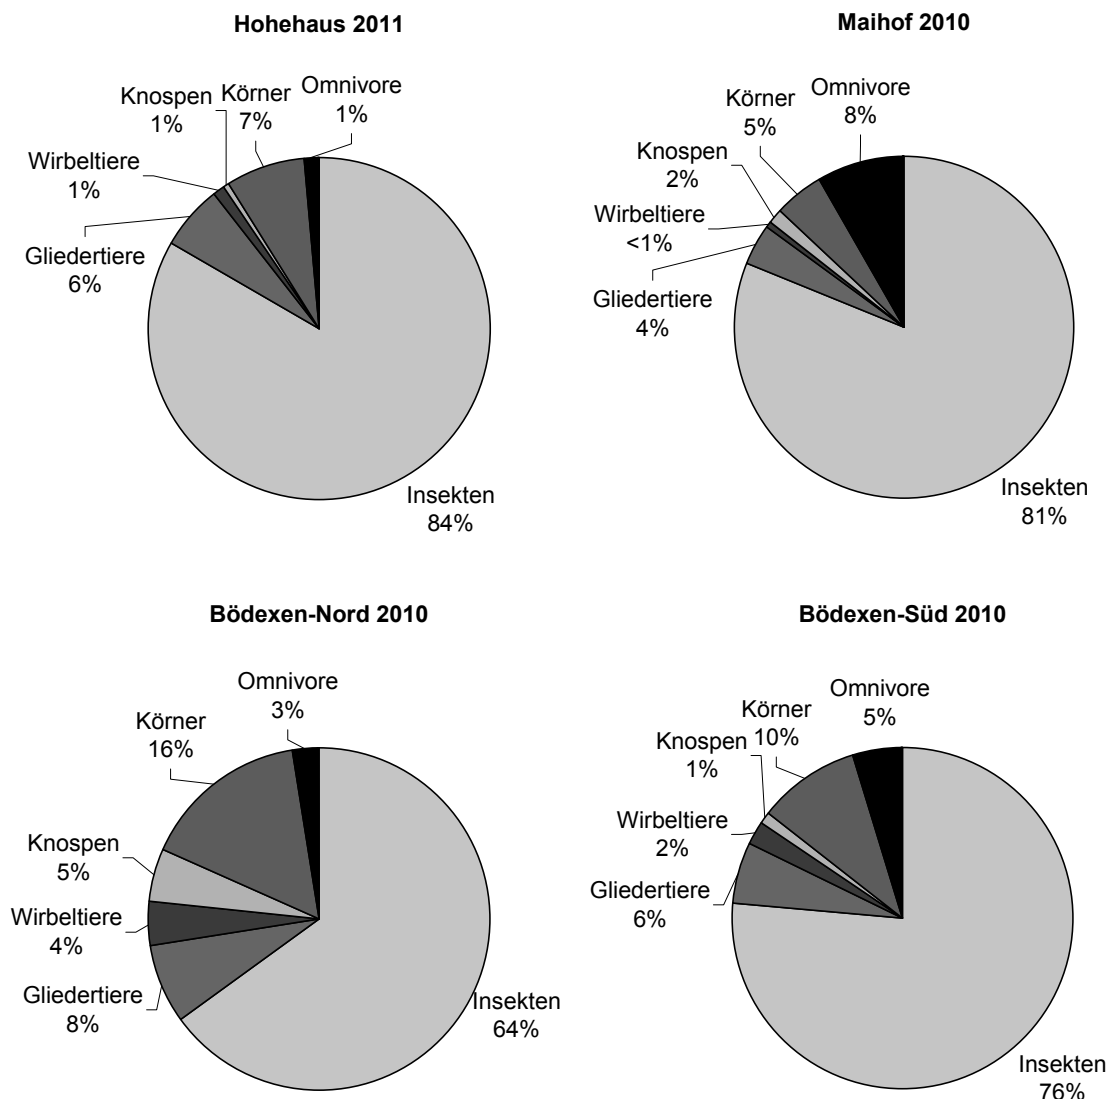 Hohehaus 2011
Omnivore
1%
Körner
7%
Knospen
1%
Wirbeltiere
1%
Gliedertiere
6%
Insekten
84%
Maihof 2010
Omnivore
8%
Körner
5%
Knospen
2%
Wirbeltiere
<1%
Gliedertiere
4%
Insekten
81%
Bödexen-Nord 2010
Omnivore
3%
Körner
16%
Knospen
5%
Wirbeltiere
4%
Gliedertiere
8%
Insekten
64%
Bödexen-Süd 2010
Omnivore
5%
Körner
10%
Knospen
1%
Wirbeltiere
2%
Gliedertiere
6%
Insekten
76%